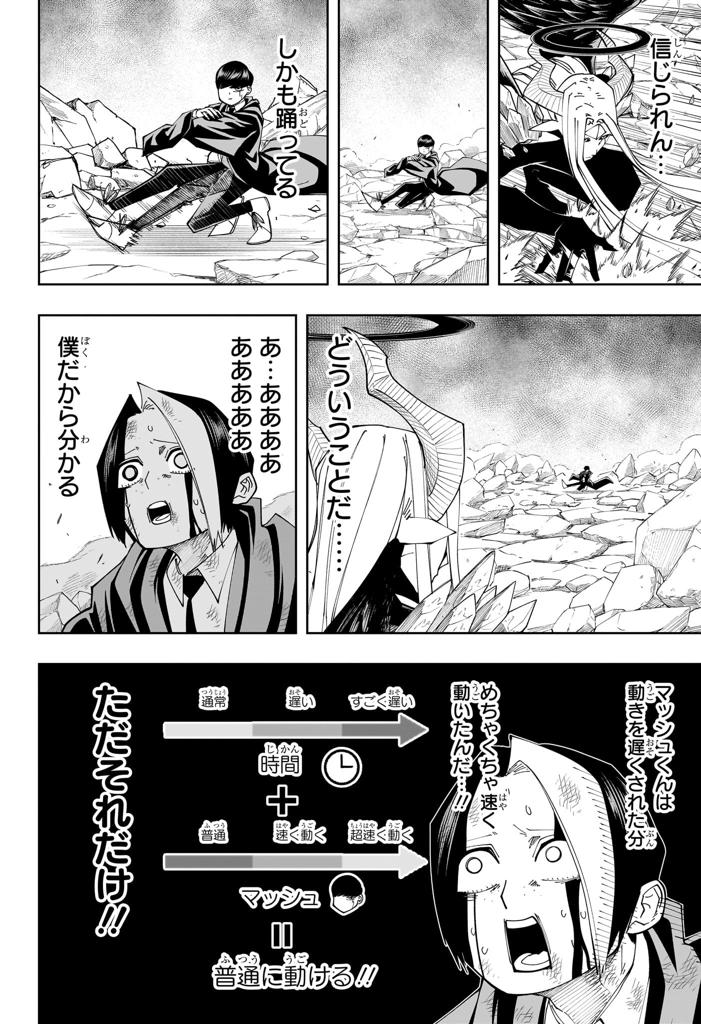 信じられん…
しかも踊ってる
どういうことだ……
あ…ああああ
あああああ
僕だから分かる
マッシュくんは
動きを遅くされた分
めちゃくちゃ速く
動いたんだ…!!
通常 遅い すごく遅い
時間
＋
普通 速く動く 超速く動く
マッシュ
＝
普通に動ける!!
ただそれだけ!!